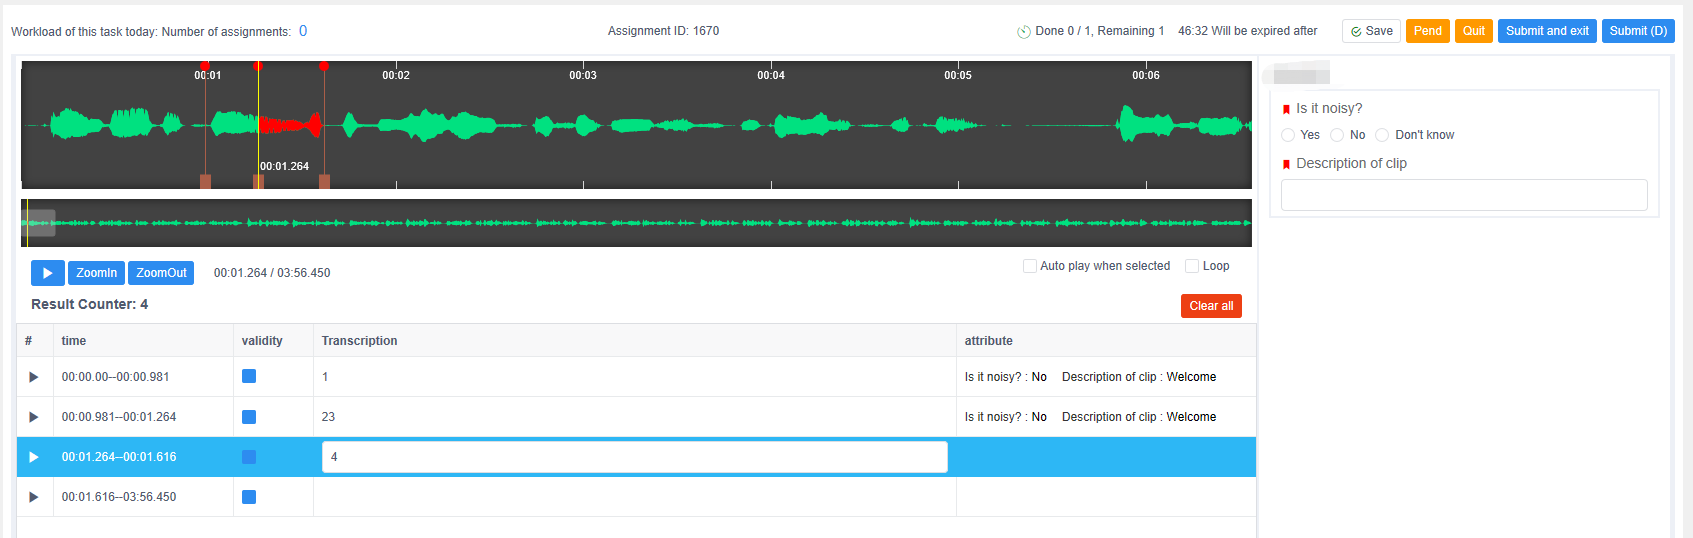 Workload of this task today: Number of assignments: 0 Assignment ID: 1670 Done 0 / 1, Remaining 1 46:32 Will be expired after Save Pend Quit Submit and exit Submit (D)
00:01 00:02 00:03 00:04 00:05 00:06
00:01.264
ZoomIn ZoomOut 00:01.264 / 03:56.450 Auto play when selected Loop
Result Counter: 4 Clear all
# time validity Transcription attribute
00:00.00--00:00.981 1 Is it noisy? : No Description of clip : Welcome
00:00.981--00:01.264 23 Is it noisy? : No Description of clip : Welcome
00:01.264--00:01.616 4
00:01.616--03:56.450
Is it noisy?
Yes No Don't know
Description of clip